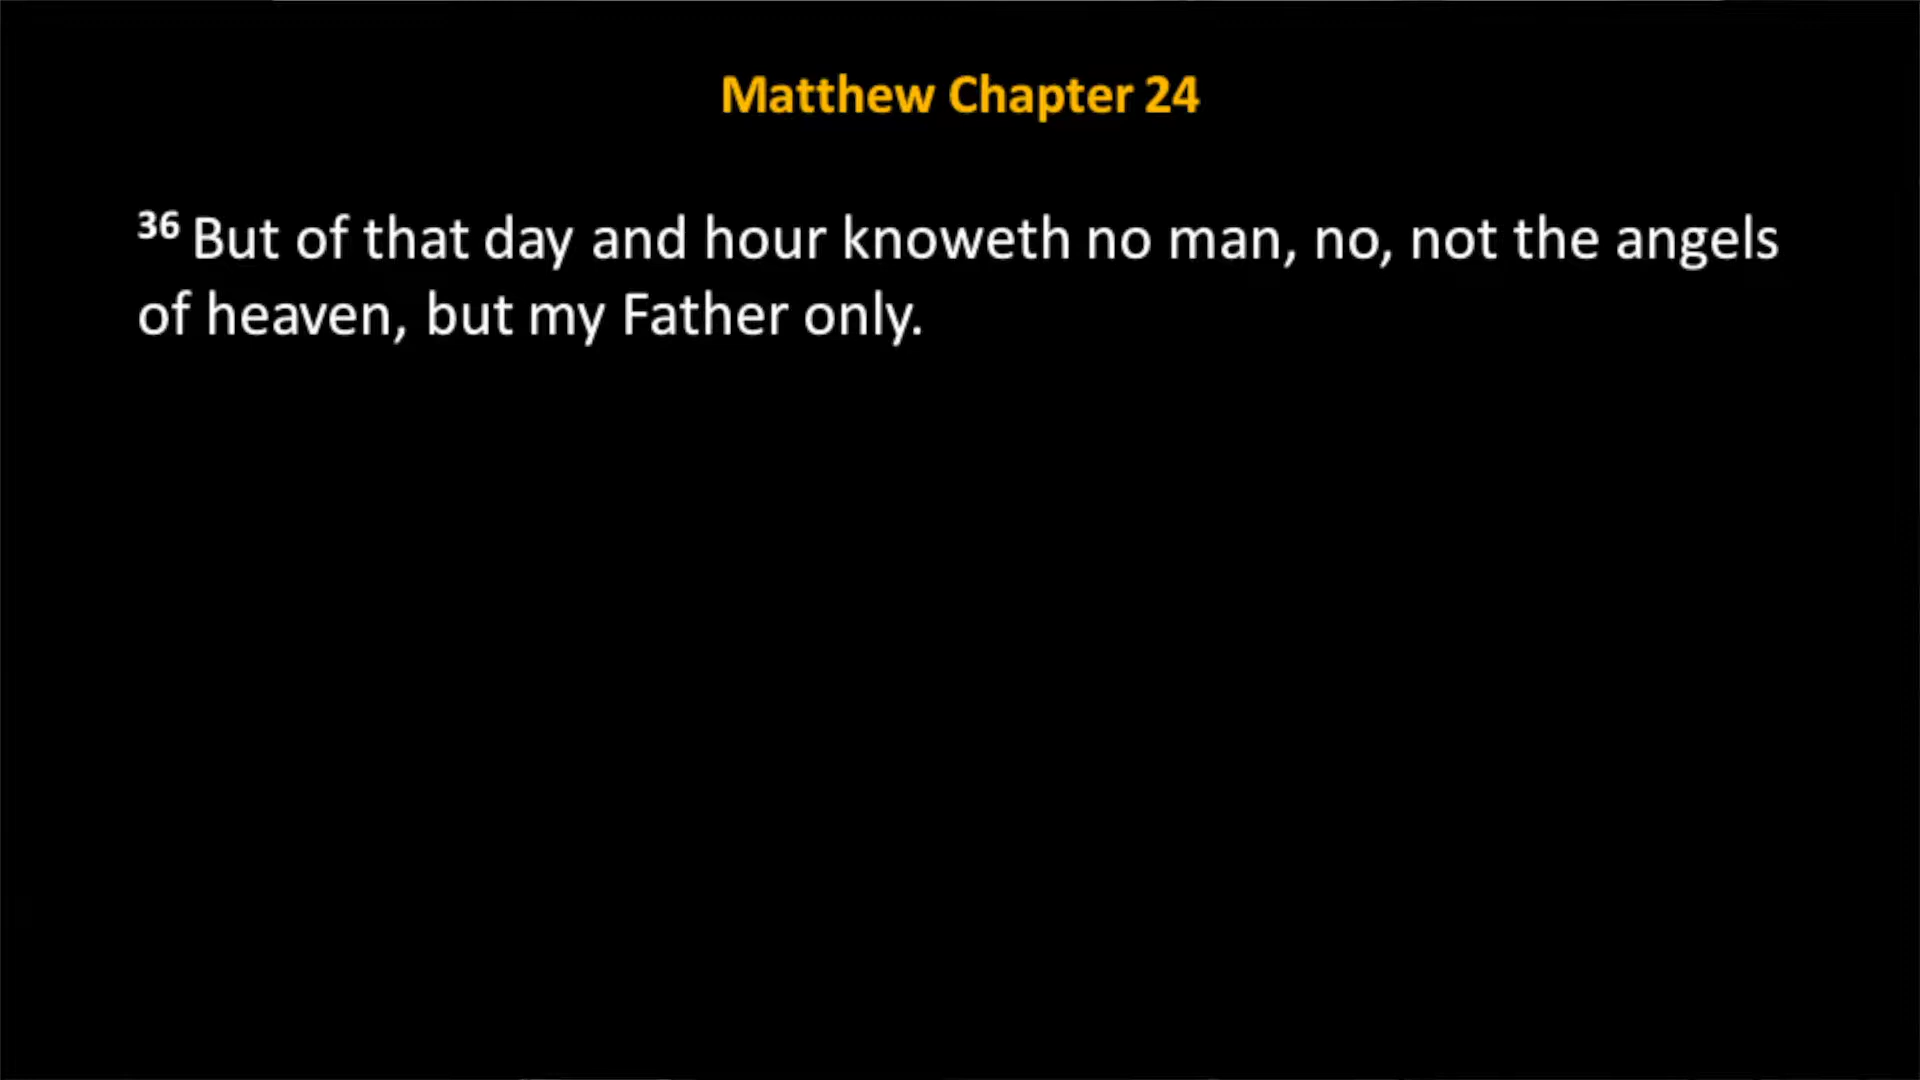 Matthew Chapter 24
36 But of that day and hour knoweth no man, no, not the angels
of heaven, but my Father only.